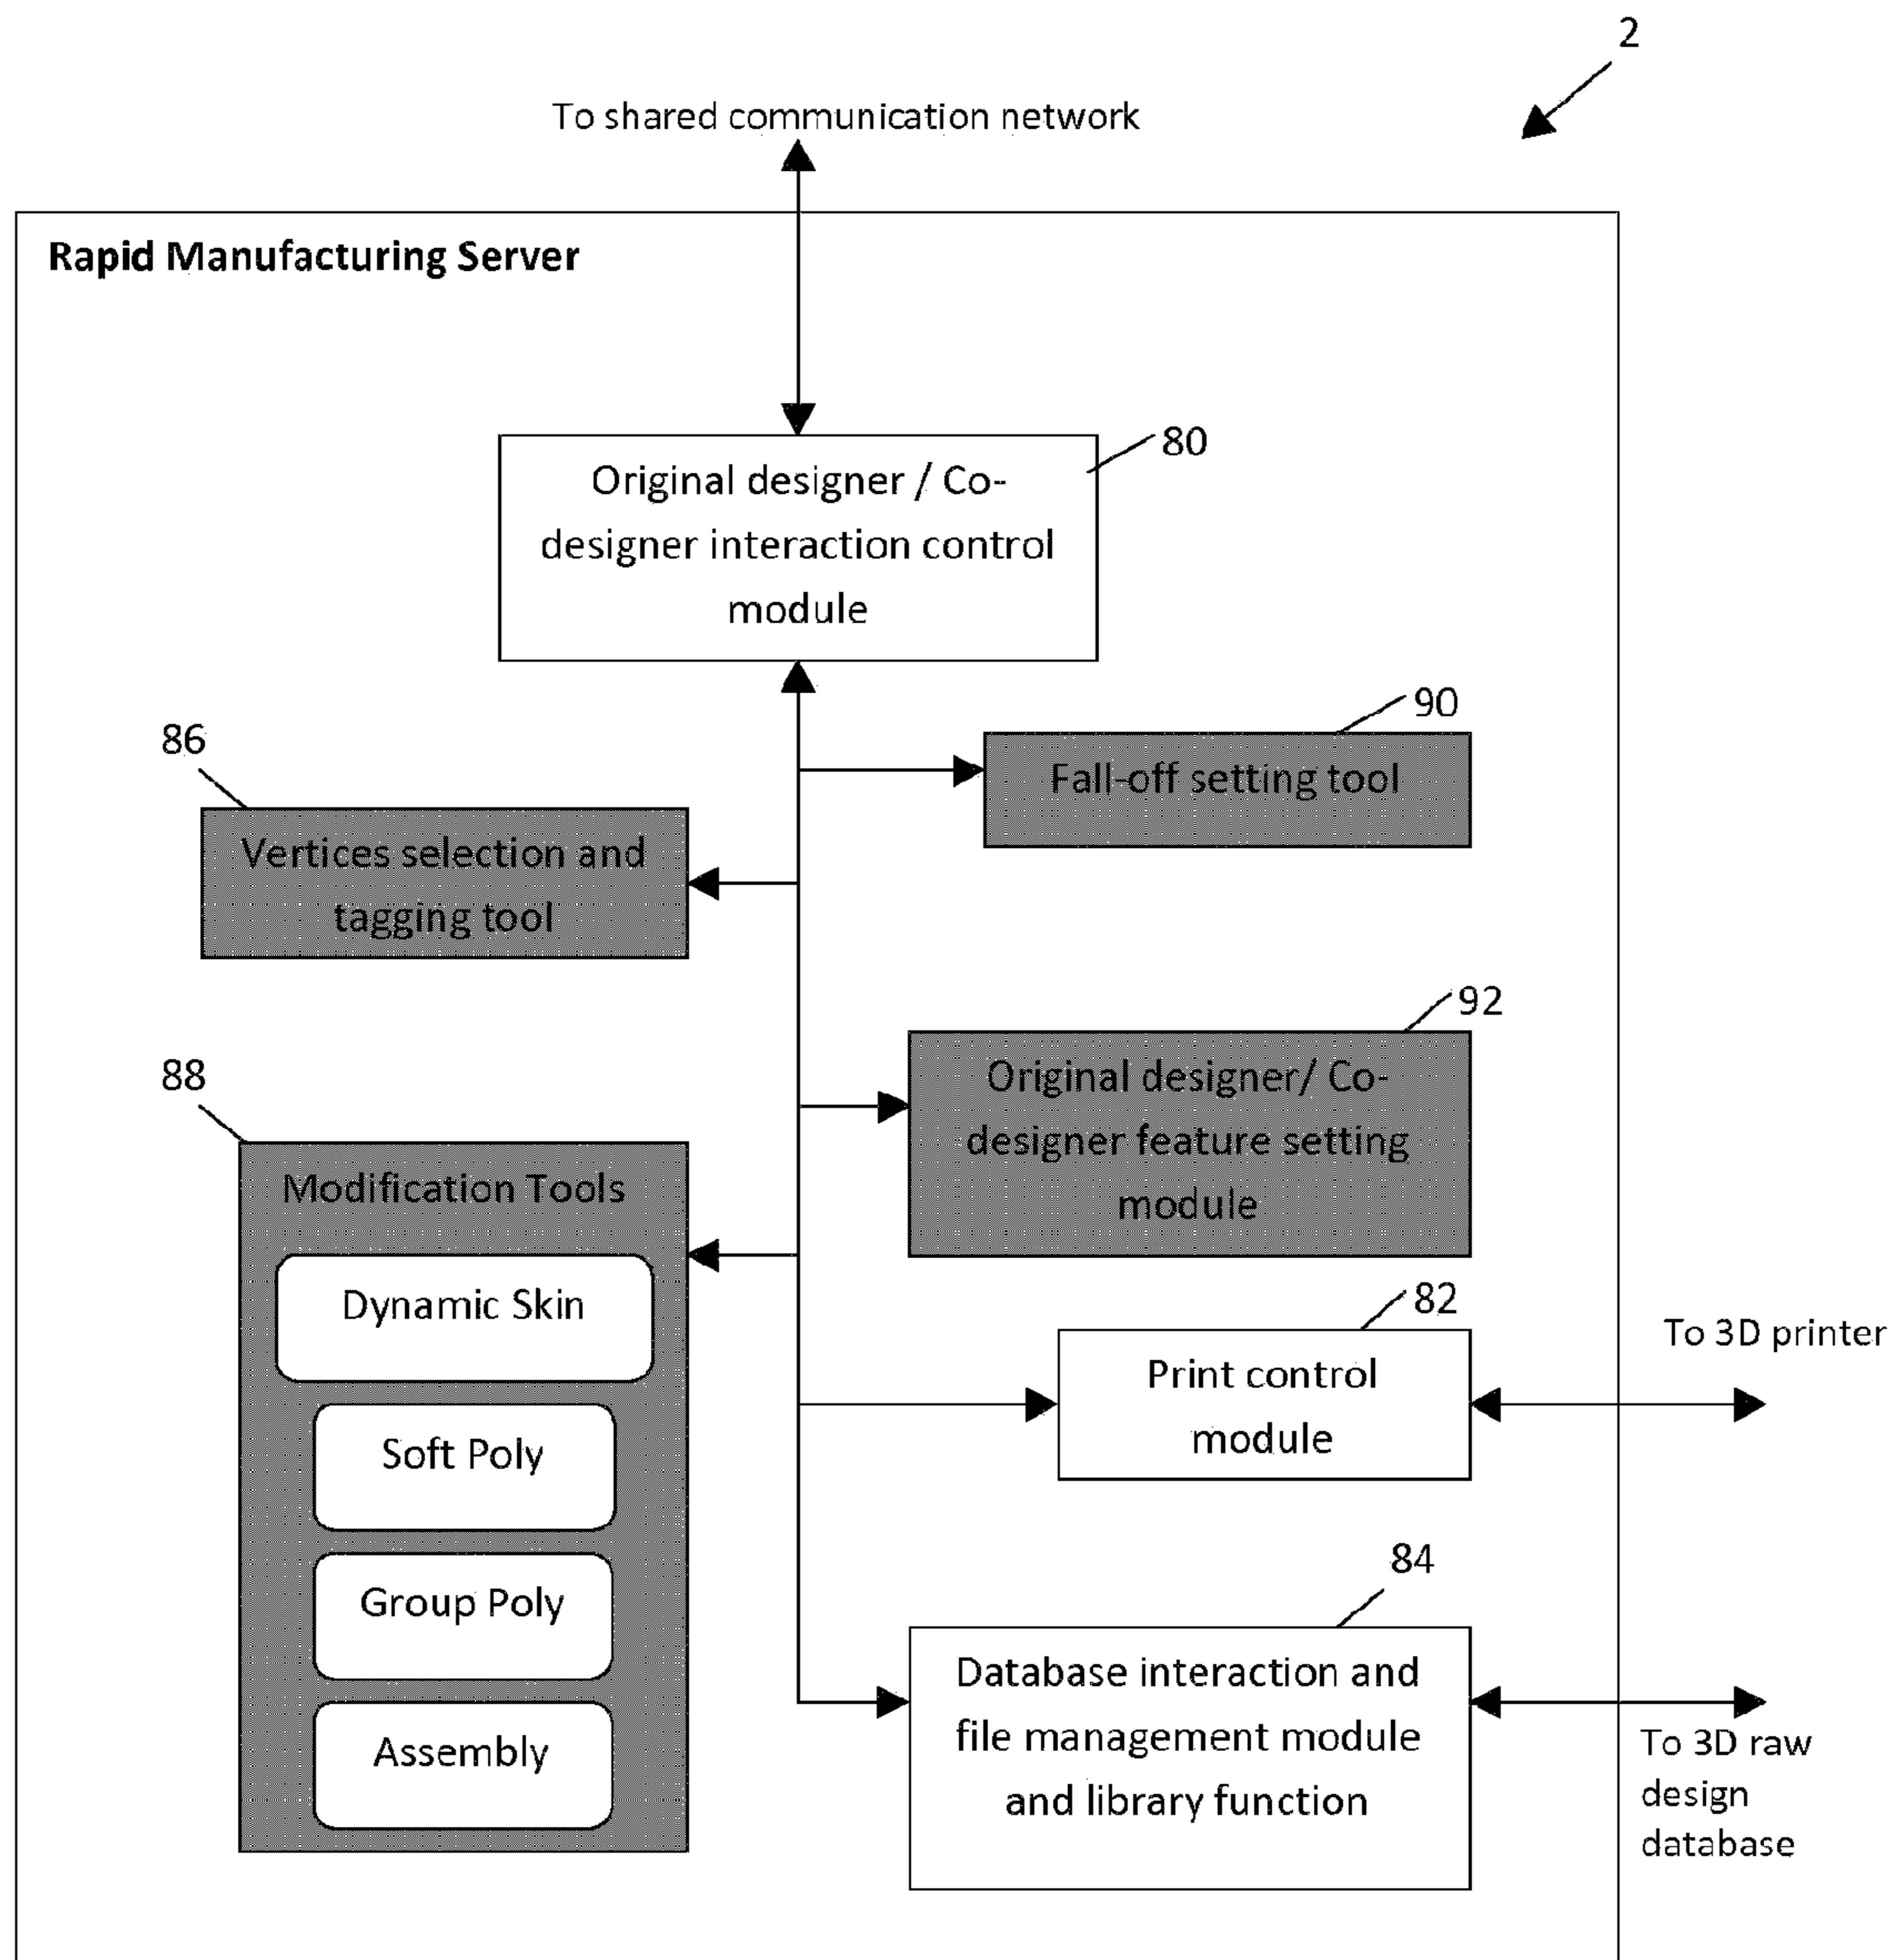 2
To shared communication network
Rapid Manufacturing Server
80
Original designer / Co-
designer interaction control
module
90
Fall-off setting tool
86
Vertices selection and
tagging tool
92
Original designer/ Co-
designer feature setting
module
88
Modification Tools
Dynamic Skin
Soft Poly
Group Poly
Assembly
82
Print control
module
To 3D printer
84
Database interaction and
file management module
and library function
To 3D raw
design
database